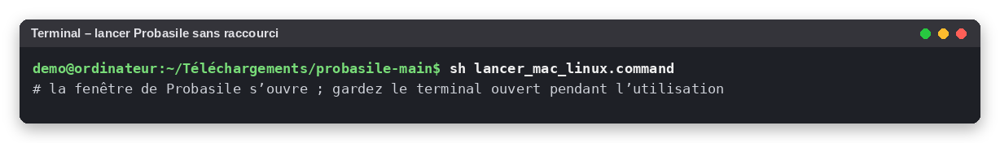 Terminal – lancer Probasile sans raccourci
demo@ordinateur:~/Téléchargements/probasile-main$ sh lancer_mac_linux.command
# la fenêtre de Probasile s’ouvre ; gardez le terminal ouvert pendant l’utilisation